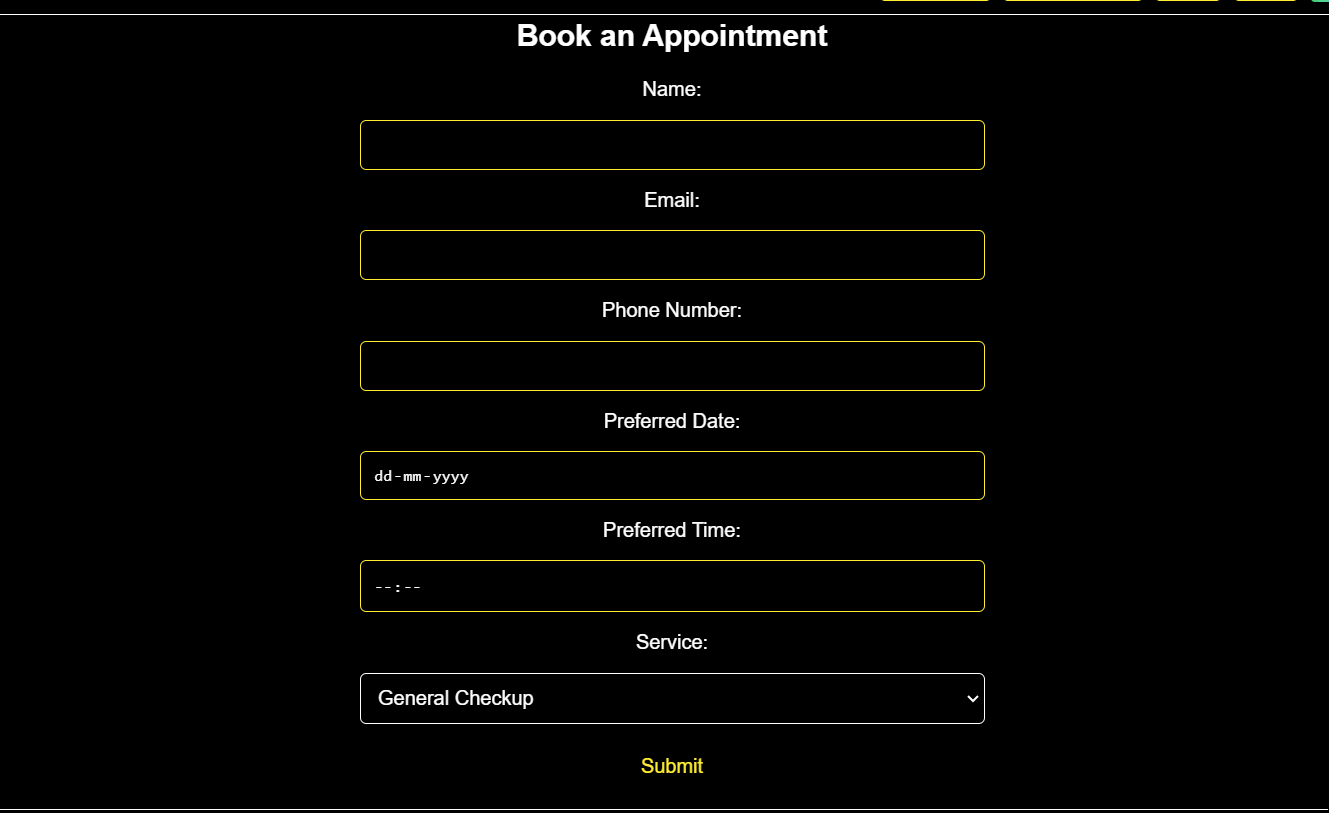 Book an Appointment
Name:
Email:
Phone Number:
Preferred Date:
dd-mm-yyyy
Preferred Time:
--:--
Service:
General Checkup
Submit